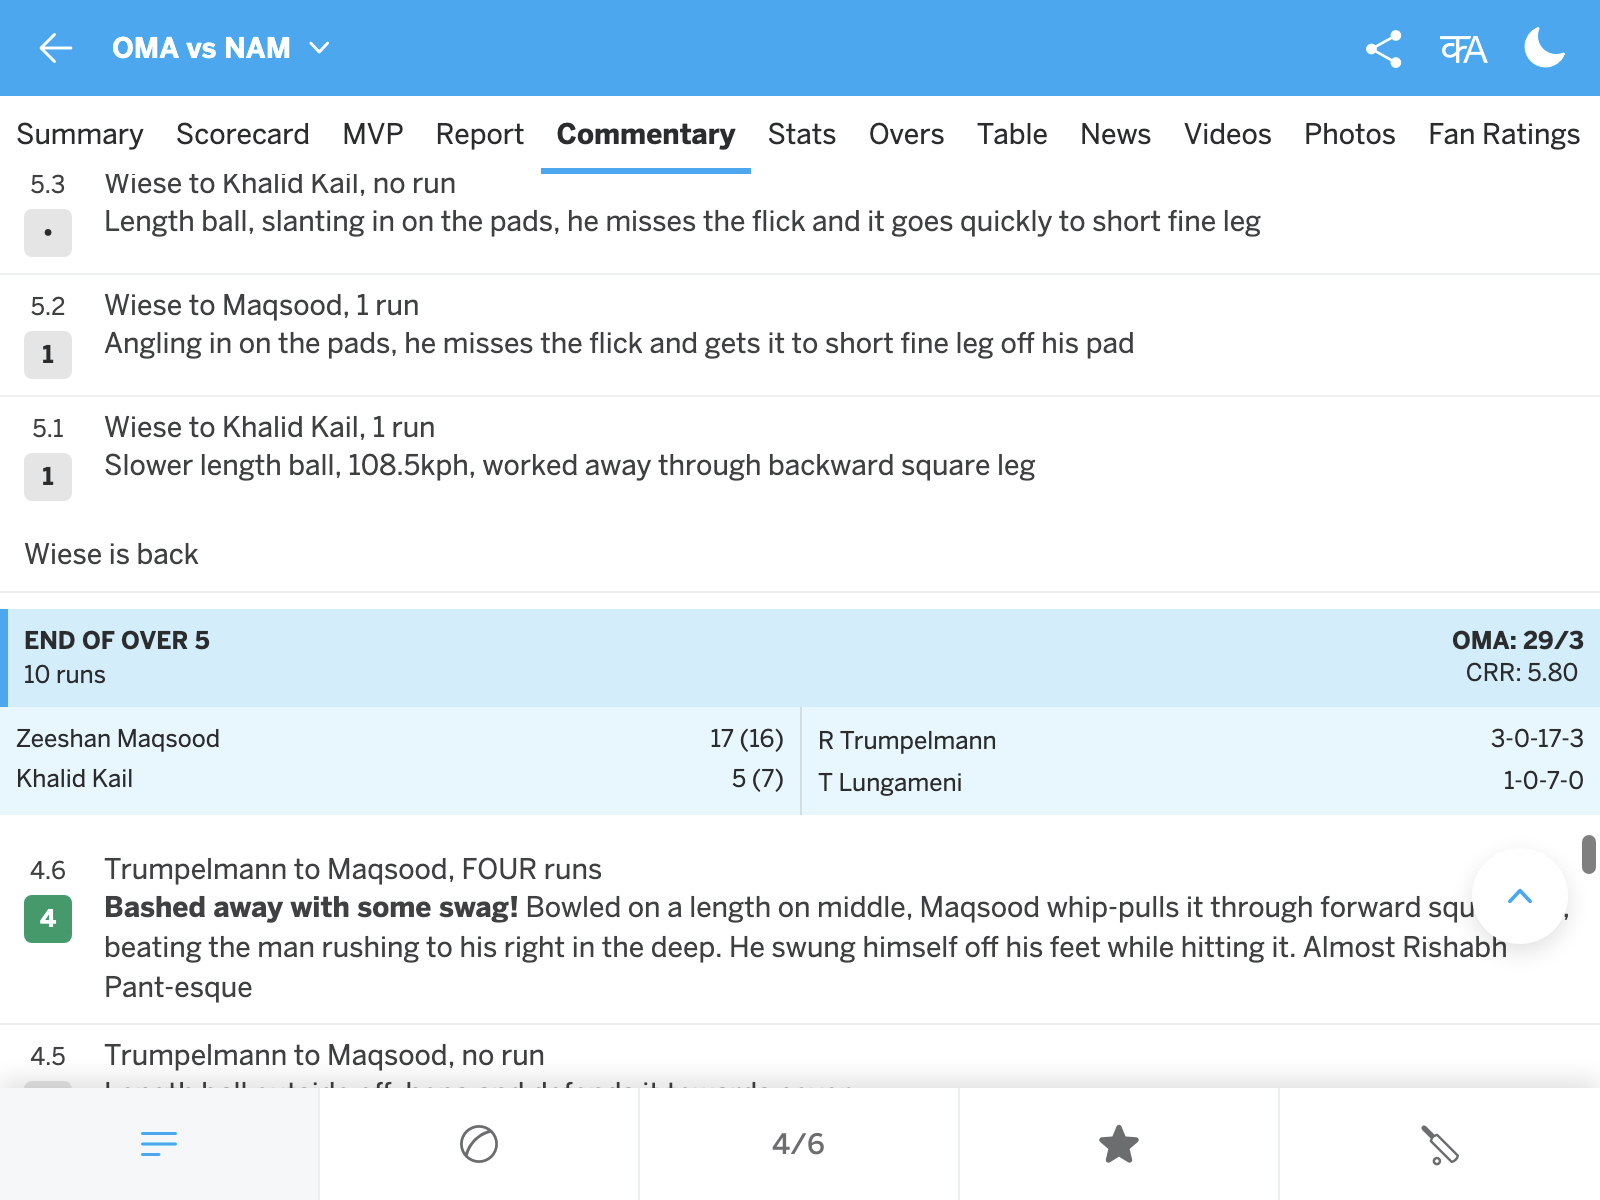 OMA vs NAM
काA
Summary Scorecard MVP Report Commentary Stats Overs Table News Videos Photos Fan Ratings
5.3 Wiese to Khalid Kail, no run
• Length ball, slanting in on the pads, he misses the flick and it goes quickly to short fine leg
5.2 Wiese to Maqsood, 1 run
1 Angling in on the pads, he misses the flick and gets it to short fine leg off his pad
5.1 Wiese to Khalid Kail, 1 run
1 Slower length ball, 108.5kph, worked away through backward square leg
Wiese is back
END OF OVER 5 OMA: 29/3
10 runs CRR: 5.80
Zeeshan Maqsood 17 (16) R Trumpelmann 3-0-17-3
Khalid Kail 5 (7) T Lungameni 1-0-7-0
4.6 Trumpelmann to Maqsood, FOUR runs
4 Bashed away with some swag! Bowled on a length on middle, Maqsood whip-pulls it through forward squ ,
beating the man rushing to his right in the deep. He swung himself off his feet while hitting it. Almost Rishabh
Pant-esque
4.5 Trumpelmann to Maqsood, no run
4/6